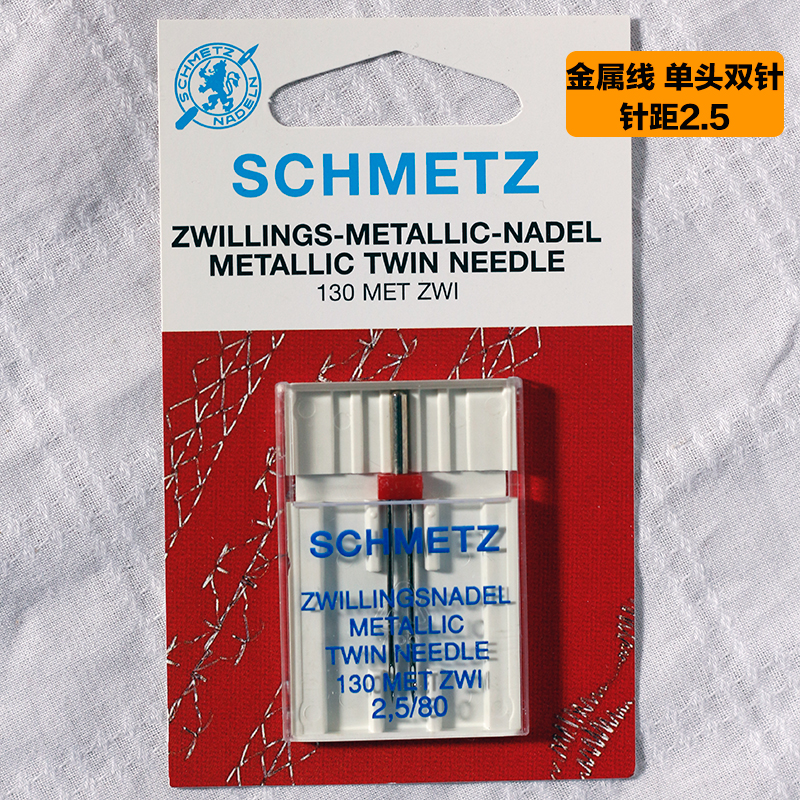 SCHMETZ
NADELN
金属线 单头双针
针距2.5
SCHMETZ
ZWILLINGS-METALLIC-NADEL
METALLIC TWIN NEEDLE
130 MET ZWI
SCHMETZ
ZWILLINGSNADEL
METALLIC
TWIN NEEDLE
130 MET ZWI
2,5/80